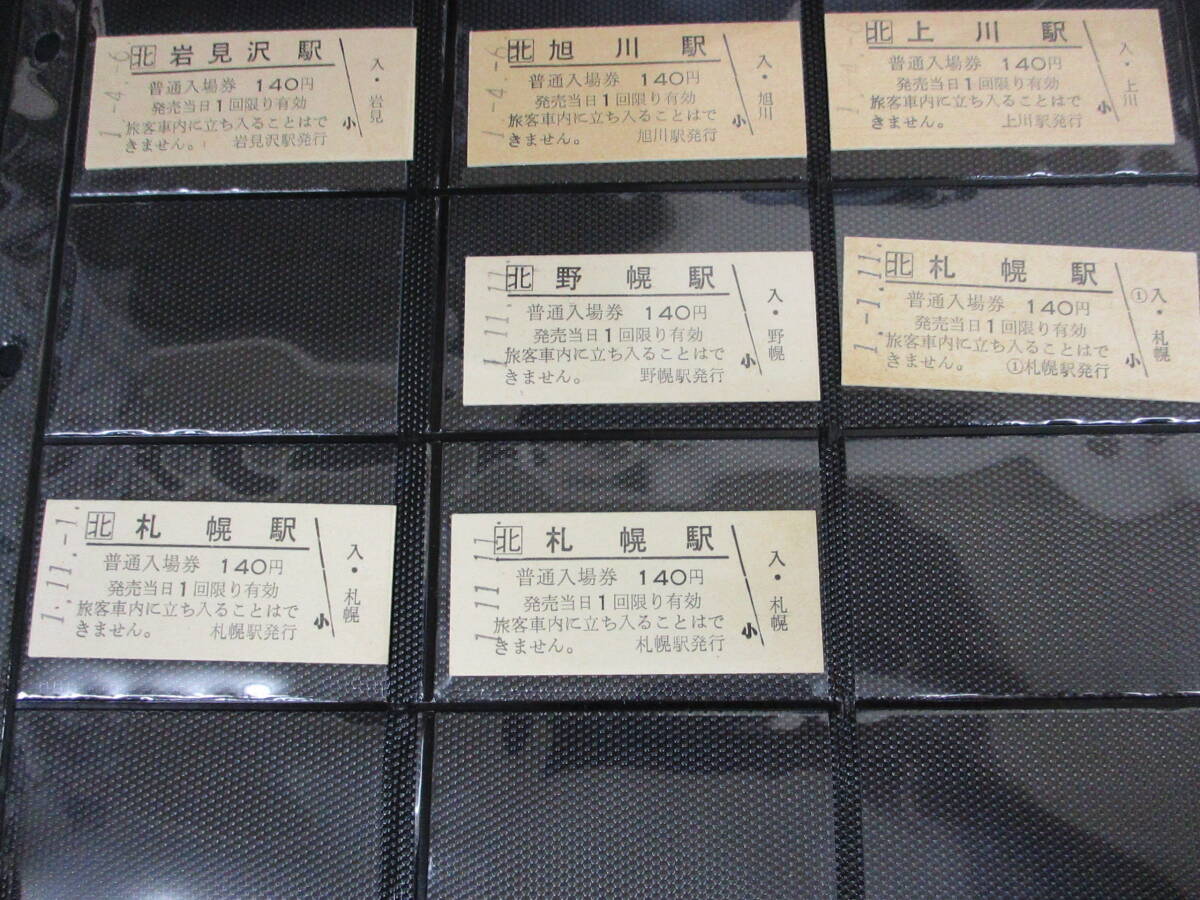 1.-4.-6
北 岩見沢駅
普通入場券 140円
発売当日1回限り有効
旅客車内に立ち入ることはで
きません。 岩見沢駅発行
小
入・岩見
1.-4.-6
北 旭川駅
普通入場券 140円
発売当日1回限り有効
旅客車内に立ち入ることはで
きません。 旭川駅発行
小
入・旭川
北 上川駅
普通入場券 140円
発売当日1回限り有効
旅客車内に立ち入ることはで
きません。 上川駅発行
小
入・上川
1.11.11
北 野幌駅
普通入場券 140円
発売当日1回限り有効
旅客車内に立ち入ることはで
きません。 野幌駅発行
小
入・野幌
1.-1.11.
北 札幌駅
普通入場券 140円
発売当日1回限り有効
旅客車内に立ち入ることはで
きません。 ①札幌駅発行
小
①入・札幌
1.11.-1.
北 札幌駅
普通入場券 140円
発売当日1回限り有効
旅客車内に立ち入ることはで
きません。 札幌駅発行
小
入・札幌
1.11.11.
北 札幌駅
普通入場券 140円
発売当日1回限り有効
旅客車内に立ち入ることはで
きません。 札幌駅発行
小
入・札幌